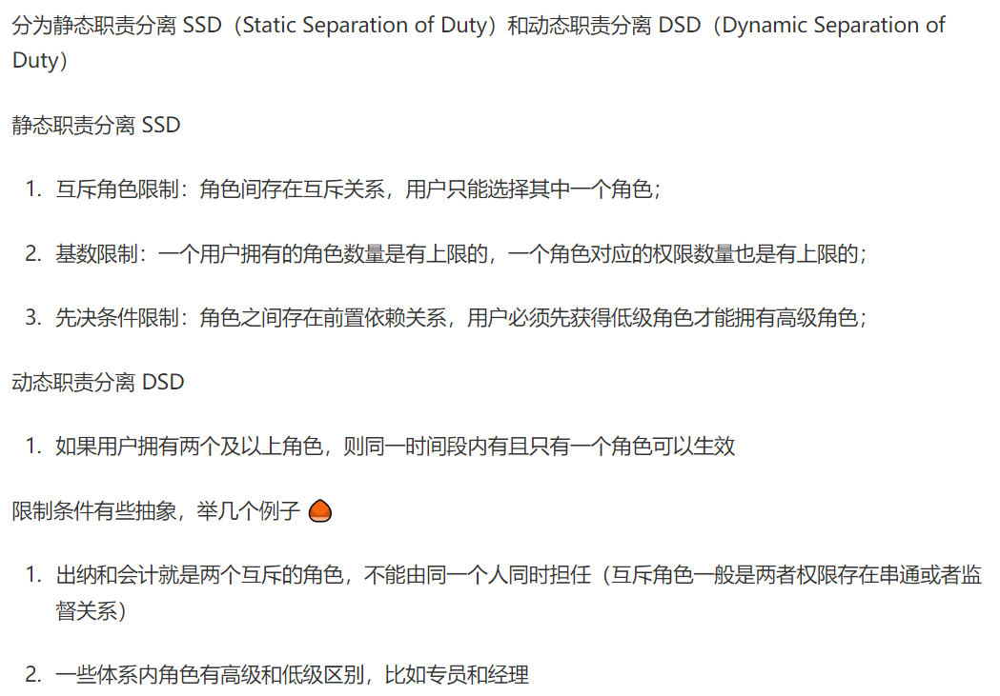 分为静态职责分离 SSD（Static Separation of Duty）和动态职责分离 DSD（Dynamic Separation of
Duty）
静态职责分离 SSD
1. 互斥角色限制：角色间存在互斥关系，用户只能选择其中一个角色；
2. 基数限制：一个用户拥有的角色数量是有上限的，一个角色对应的权限数量也是有上限的；
3. 先决条件限制：角色之间存在前置依赖关系，用户必须先获得低级角色才能拥有高级角色；
动态职责分离 DSD
1. 如果用户拥有两个及以上角色，则同一时间段内有且只有一个角色可以生效
限制条件有些抽象，举几个例子 🌰
1. 出纳和会计就是两个互斥的角色，不能由同一个人同时担任（互斥角色一般是两者权限存在串通或者监
督关系）
2. 一些体系内角色有高级和低级区别，比如专员和经理